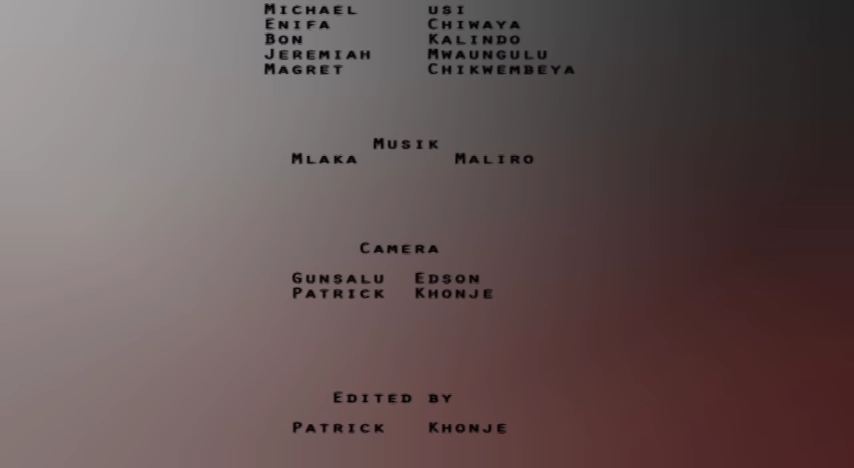 Michael usi
Enifa Chiwaya
Bon Kalindo
Jeremiah Mwaungulu
Magret Chikwembeya
Musik
Mlaka Maliro
Camera
Gunsalu Edson
Patrick Khonje
Edited by
Patrick Khonje